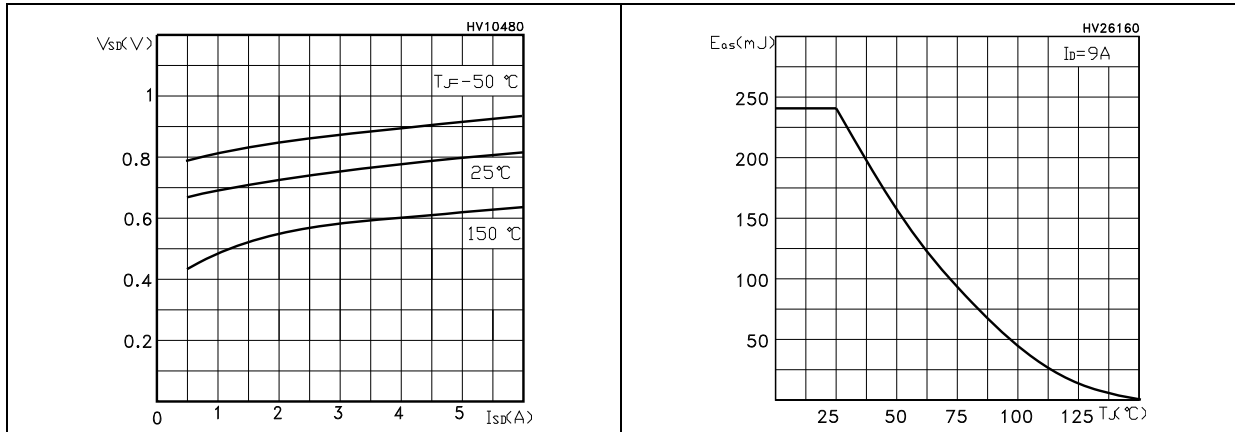 HV10480
VSD(V)
TJ=-50 °C
1
0.8
25°C
0.6
150 °C
0.4
0.2
0 1 2 3 4 5 ISD(A)
HV26160
Eas(mJ)
ID=9A
250
200
150
100
50
25 50 75 100 125 TJ(°C)